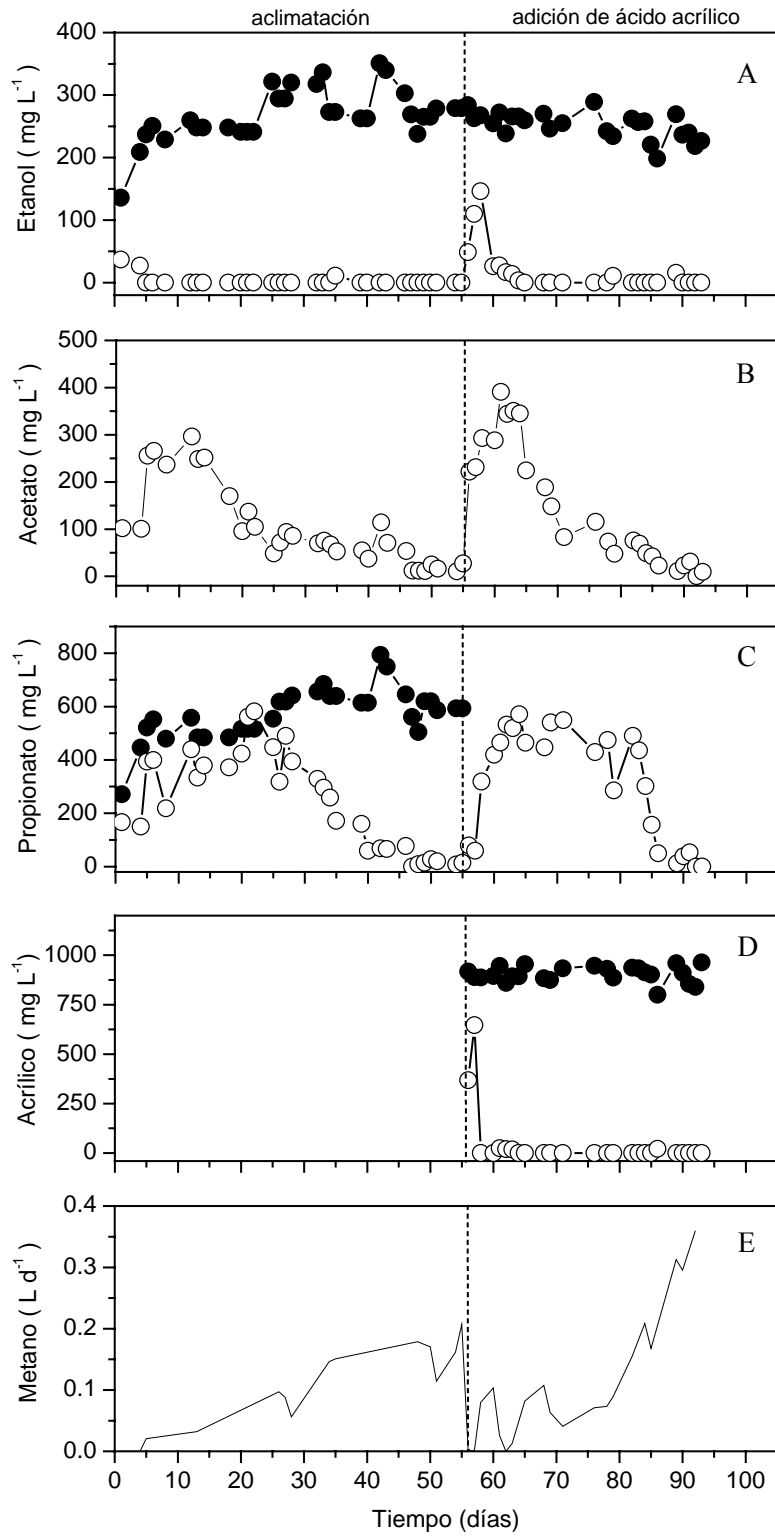 aclimatación adición de ácido acrílico
400
300
200
100
0
Etanol ( mg L-1)
A
500
400
300
200
100
0
Acetato ( mg L-1)
B
800
600
400
200
0
Propionato ( mg L-1)
C
1000
750
500
250
0
Acrílico ( mg L-1)
D
0.4
0.3
0.2
0.1
0.0
Metano ( L d-1)
E
0 10 20 30 40 50 60 70 80 90 100
Tiempo (días)